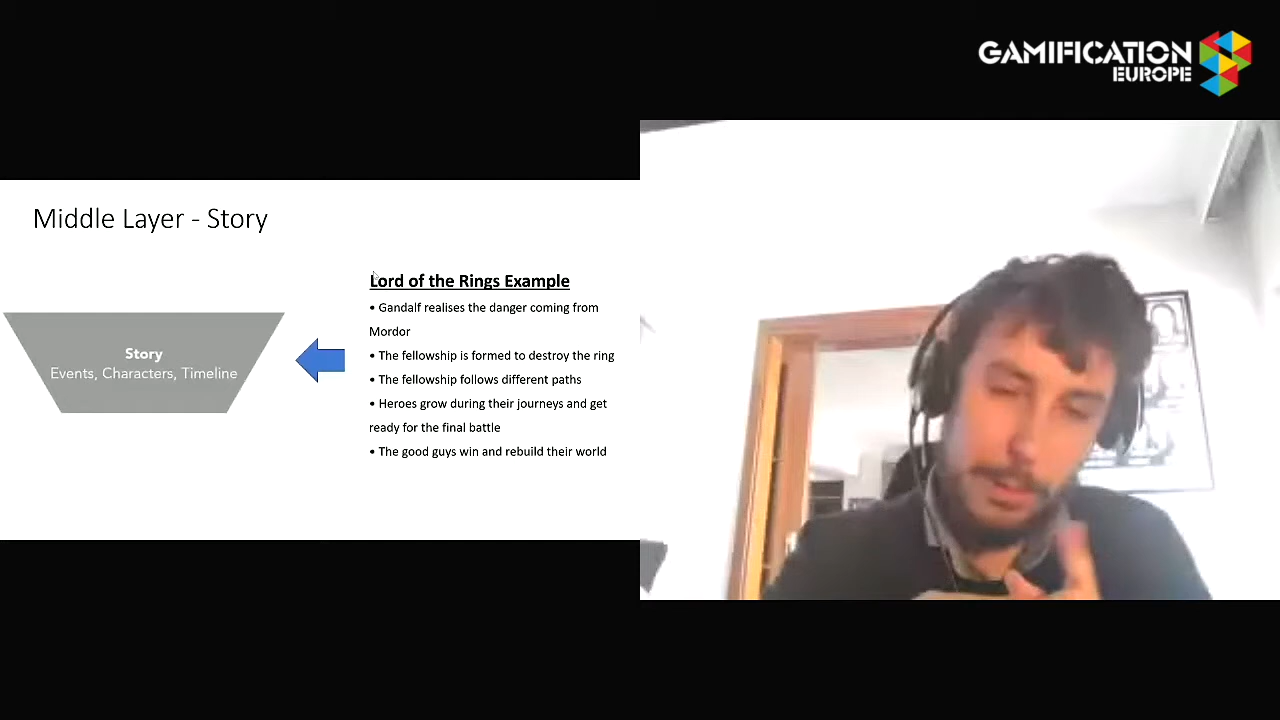 GAMIFICATION
EUROPE
Middle Layer - Story
Lord of the Rings Example
• Gandalf realises the danger coming from
Mordor
• The fellowship is formed to destroy the ring
• The fellowship follows different paths
• Heroes grow during their journeys and get
ready for the final battle
• The good guys win and rebuild their world
Story
Events, Characters, Timeline